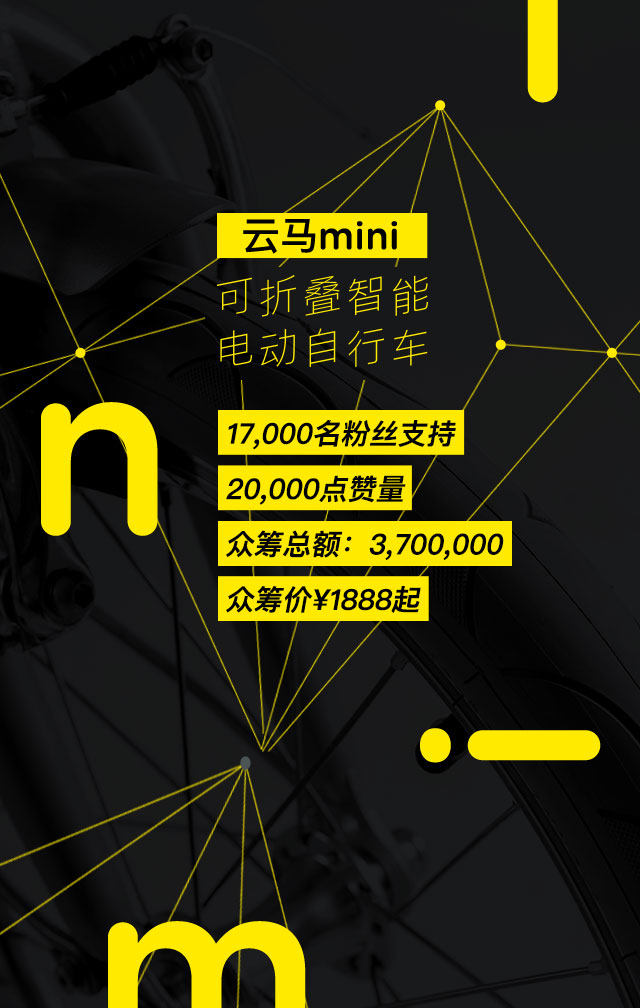 云马mini
可折叠智能
电动自行车
n
17,000名粉丝支持
20,000点赞量
众筹总额：3,700,000
众筹价¥1888起
i
m